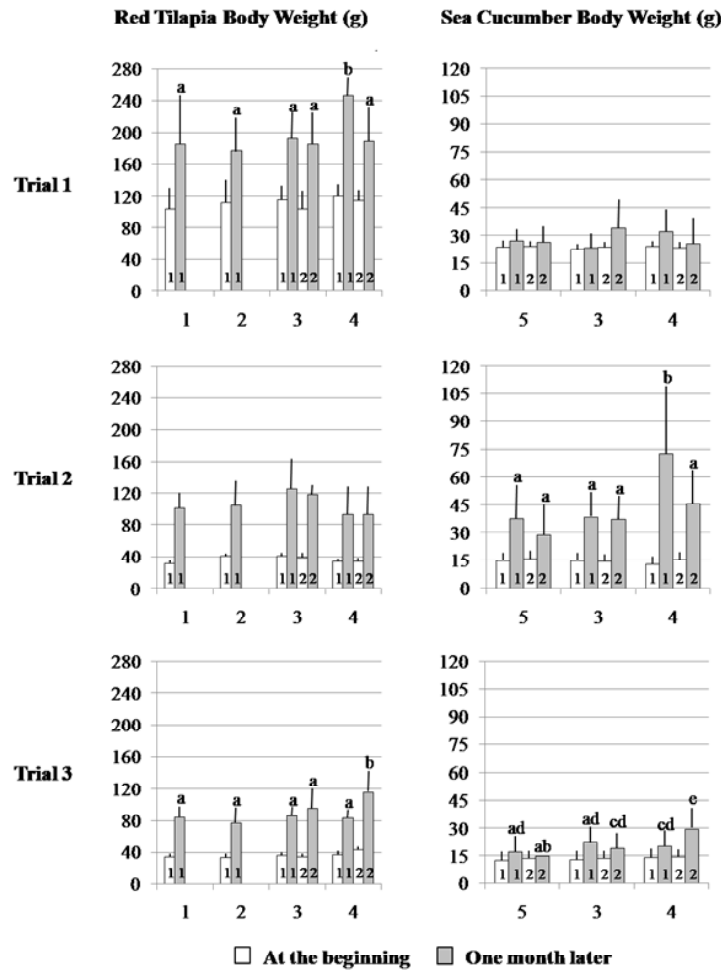 Red Tilapia Body Weight (g) Sea Cucumber Body Weight (g)
Trial 1
280
240
200
160
120
80
40
0
a
a
a a
b
a
1 1 1 1 1 1 2 2 1 1 2 2
1 2 3 4
120
105
90
75
60
45
30
15
0
1 1 2 2 1 1 2 2 1 1 2 2
5 3 4
Trial 2
280
240
200
160
120
80
40
0
1 1 1 1 1 1 2 2 1 1 2 2
1 2 3 4
120
105
90
75
60
45
30
15
0
a a
a a
b
a
1 1 2 2 1 1 2 2 1 1 2 2
5 3 4
Trial 3
280
240
200
160
120
80
40
0
a
a
a a
a b
1 1 1 1 1 1 2 2 1 1 2 2
1 2 3 4
120
105
90
75
60
45
30
15
0
ad ab
ad cd
cd e
1 1 2 2 1 1 2 2 1 1 2 2
5 3 4
At the beginning One month later